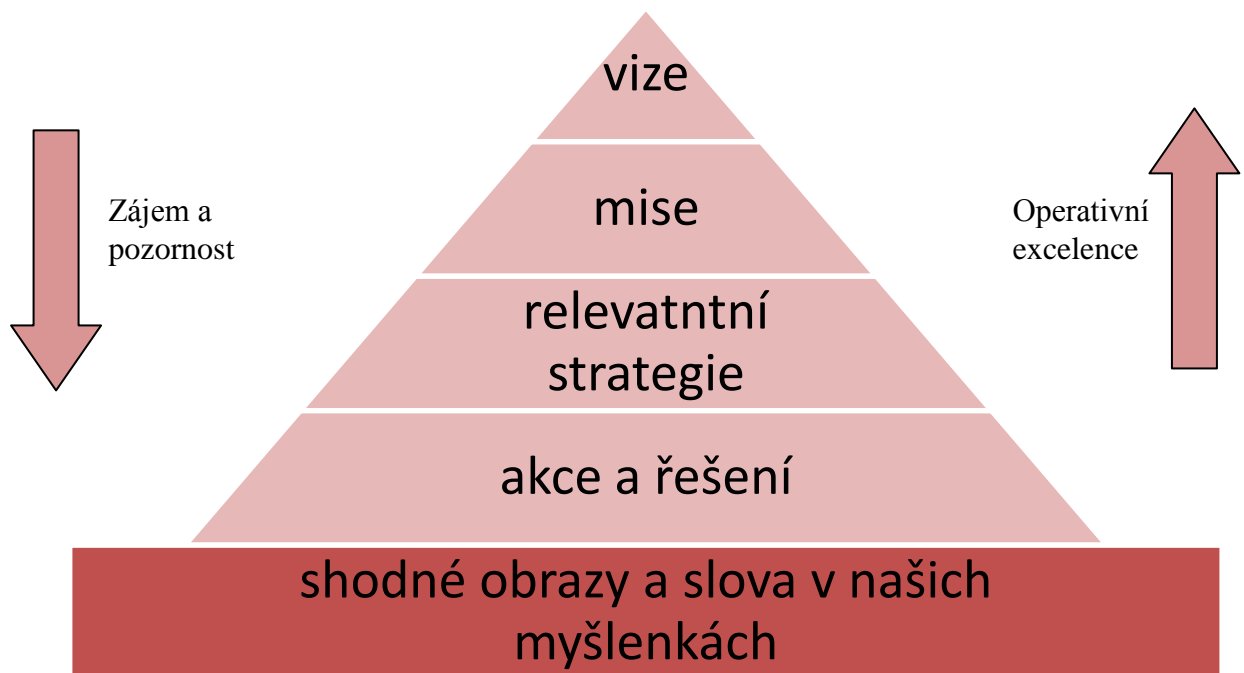 vize
Zájem a
pozornost
mise
Operativní
excelence
relevatntní
strategie
akce a řešení
shodné obrazy a slova v našich
myšlenkách